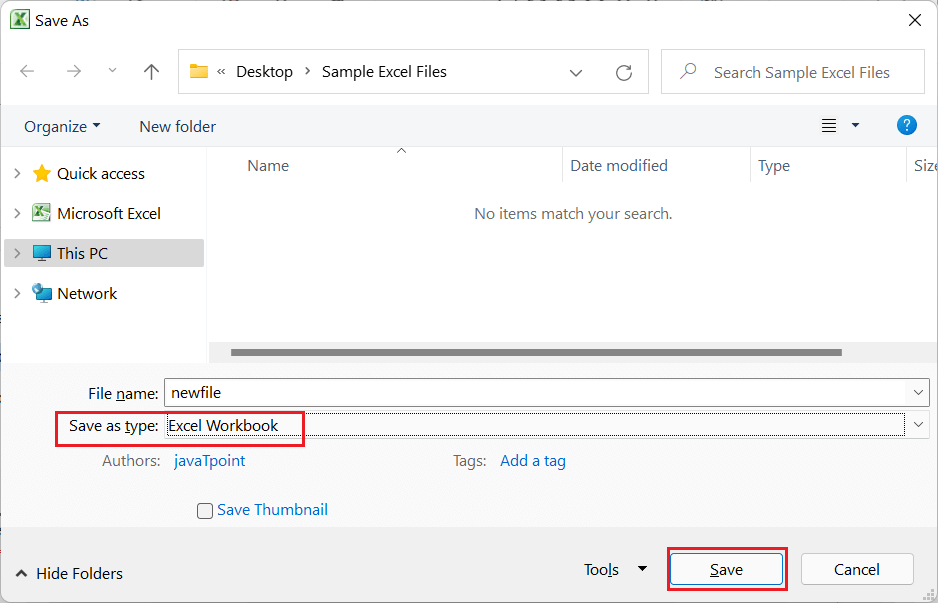 Save As
« Desktop > Sample Excel Files
Search Sample Excel Files
Organize New folder
?
Name Date modified Type Size
Quick access
No items match your search.
Microsoft Excel
This PC
Network
File name: newfile
Save as type: Excel Workbook
Authors: javaTpoint Tags: Add a tag
Save Thumbnail
Hide Folders Tools Save Cancel